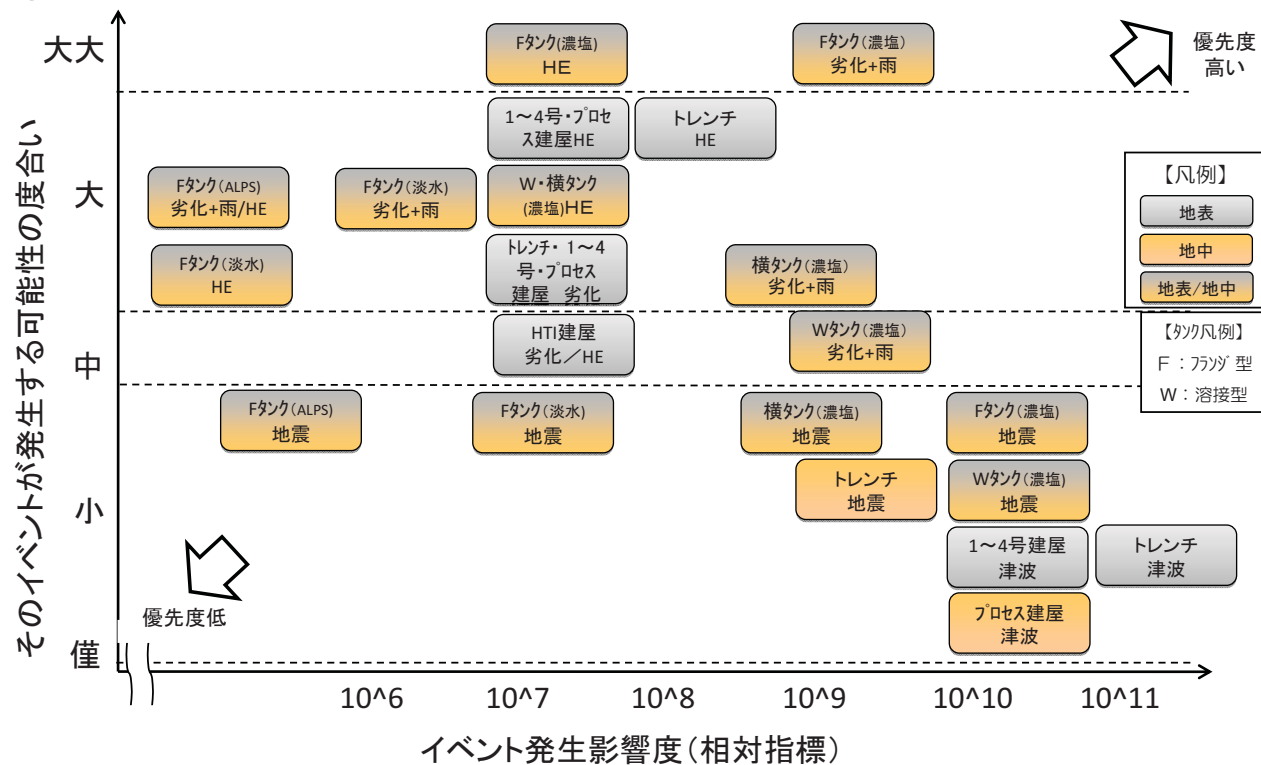 そのイベントが発生する可能性の度合い
大大
大
中
小
僅
Fタンク(濃塩)
HE
Fタンク(濃塩)
劣化+雨
優先度
高い
1～4号・プロセ
ス建屋HE
トレンチ
HE
Fタンク(ALPS)
劣化+雨/HE
Fタンク(淡水)
劣化+雨
W・横タンク
(濃塩)HE
Fタンク(淡水)
HE
トレンチ・ 1～4
号・プロセス
建屋 劣化
横タンク(濃塩)
劣化+雨
HTI建屋
劣化／HE
Wタンク(濃塩)
劣化+雨
【凡例】
地表
地中
地表/地中
【タンク凡例】
F：フランジ型
W：溶接型
Fタンク(ALPS)
地震
Fタンク(淡水)
地震
横タンク(濃塩)
地震
Fタンク(濃塩)
地震
トレンチ
地震
Wタンク(濃塩)
地震
1～4号建屋
津波
トレンチ
津波
プロセス建屋
津波
優先度低
10^6 10^7 10^8 10^9 10^10 10^11
イベント発生影響度(相対指標)